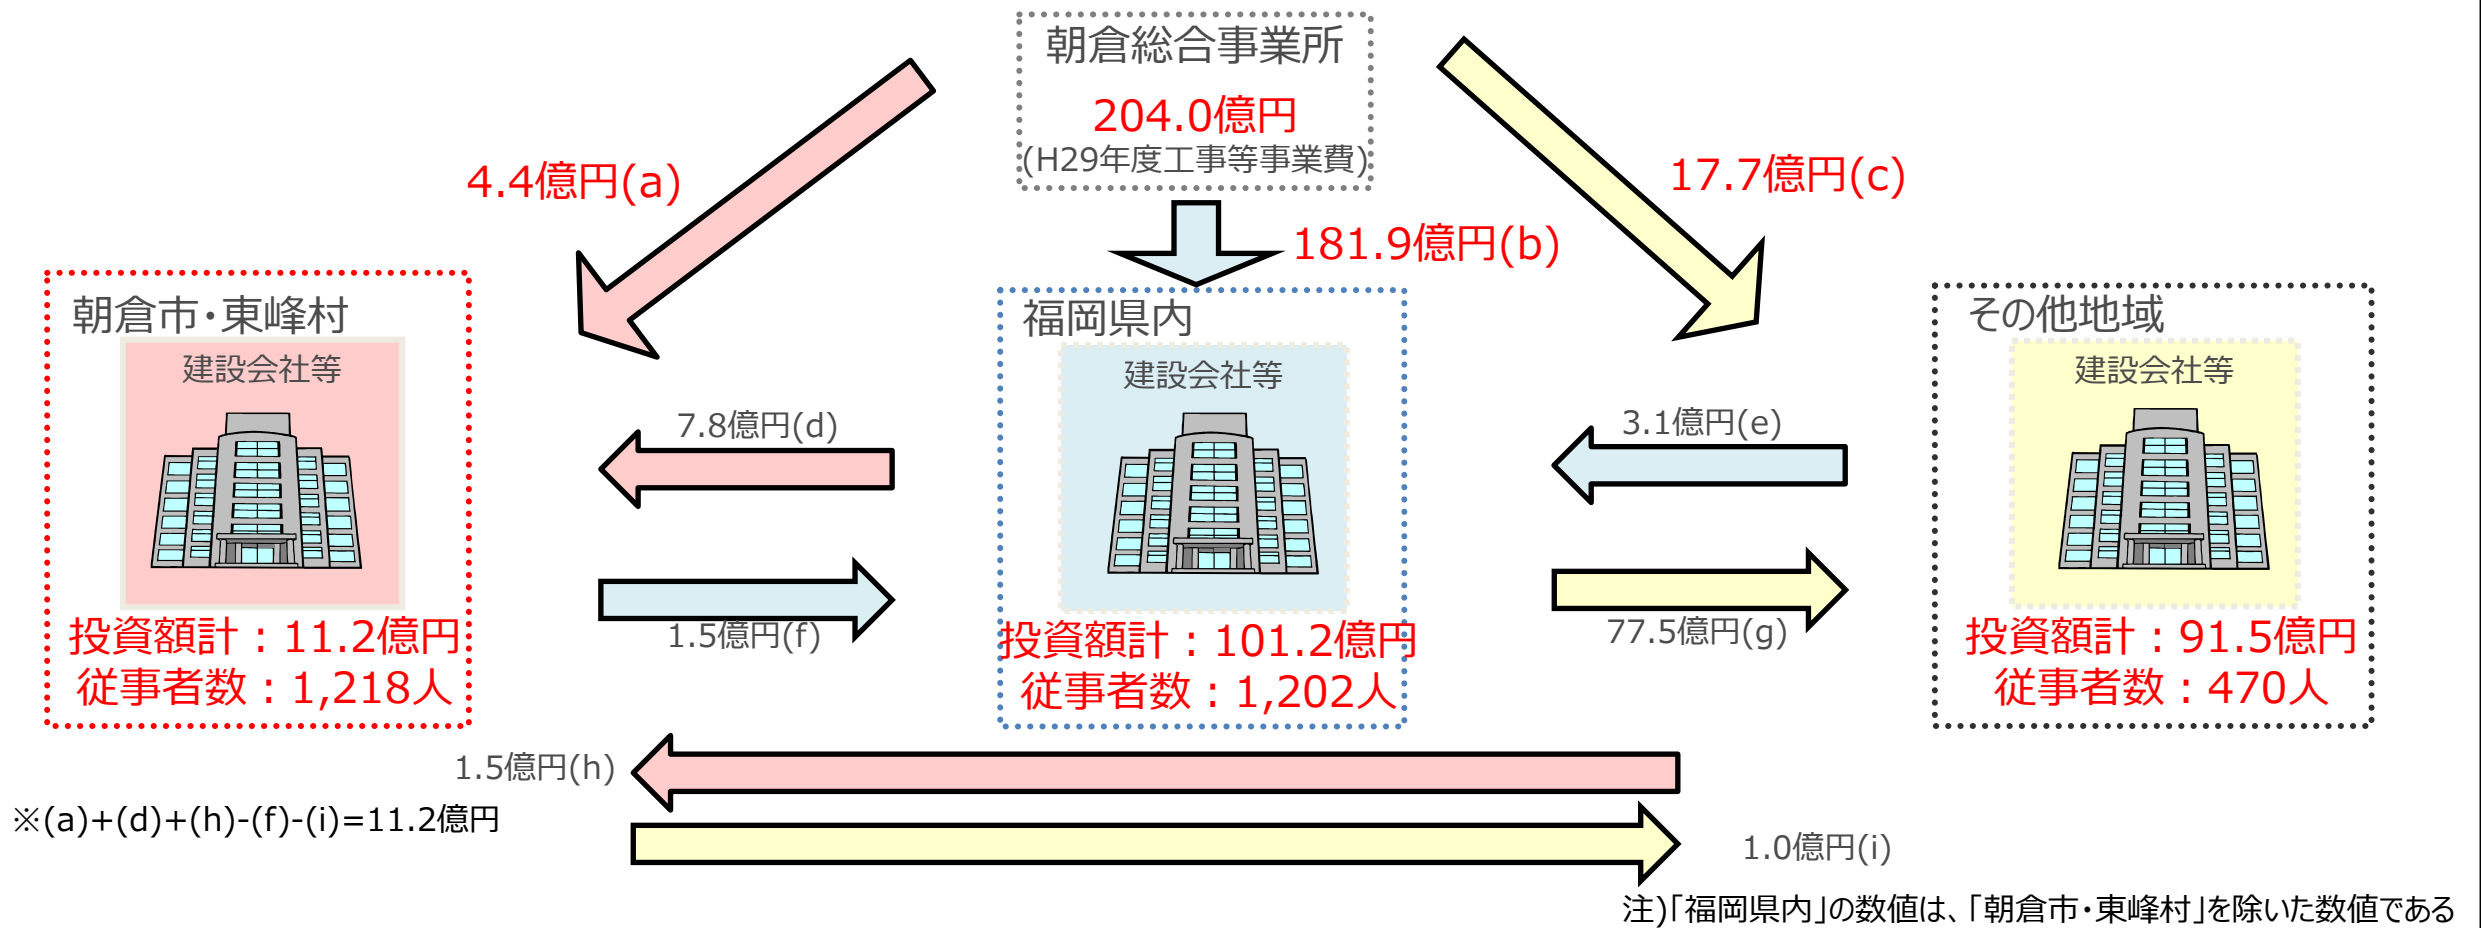 朝倉総合事業所
204.0億円
(H29年度工事等事業費)
4.4億円(a)
17.7億円(c)
181.9億円(b)
朝倉市・東峰村
建設会社等
投資額計：11.2億円
従事者数：1,218人
福岡県内
建設会社等
投資額計：101.2億円
従事者数：1,202人
その他地域
建設会社等
投資額計：91.5億円
従事者数：470人
7.8億円(d)
3.1億円(e)
1.5億円(f)
77.5億円(g)
1.5億円(h)
※(a)+(d)+(h)-(f)-(i)=11.2億円
1.0億円(i)
注)「福岡県内」の数値は、「朝倉市・東峰村」を除いた数値である